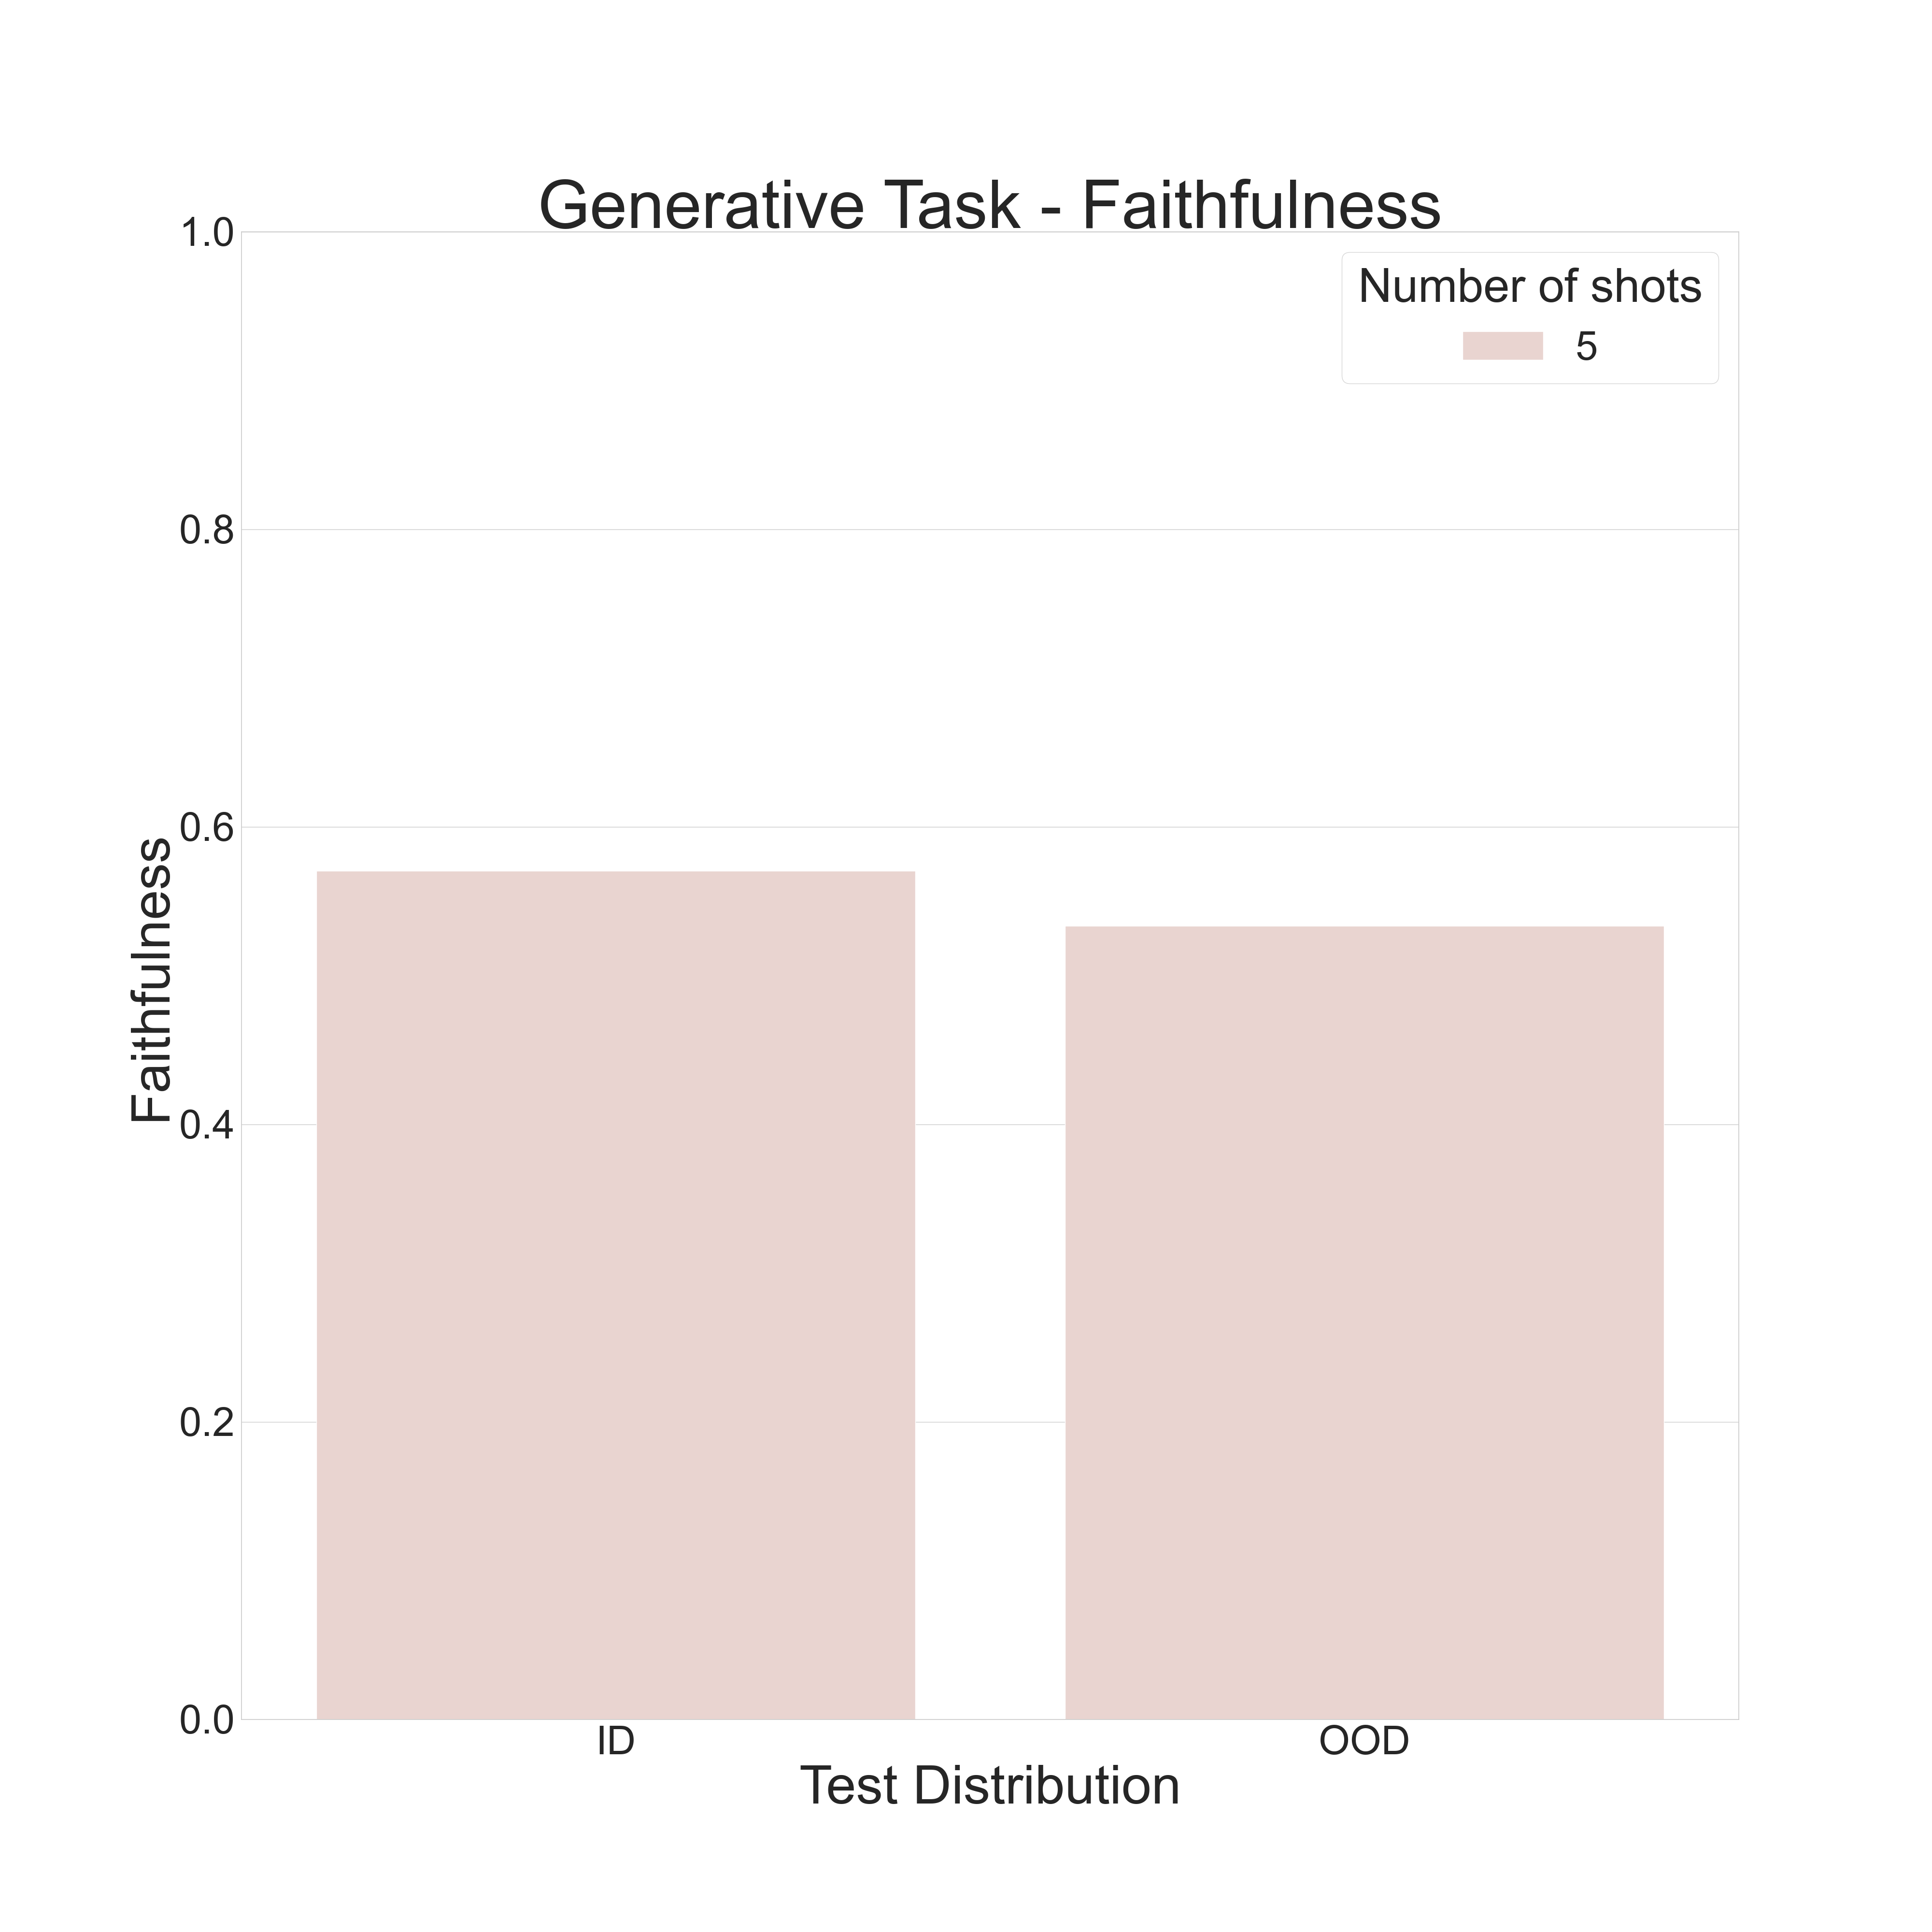 Generative Task - Faithfulness
Number of shots
5
1.0
0.8
0.6
0.4
0.2
0.0
Faithfulness
ID
OOD
Test Distribution